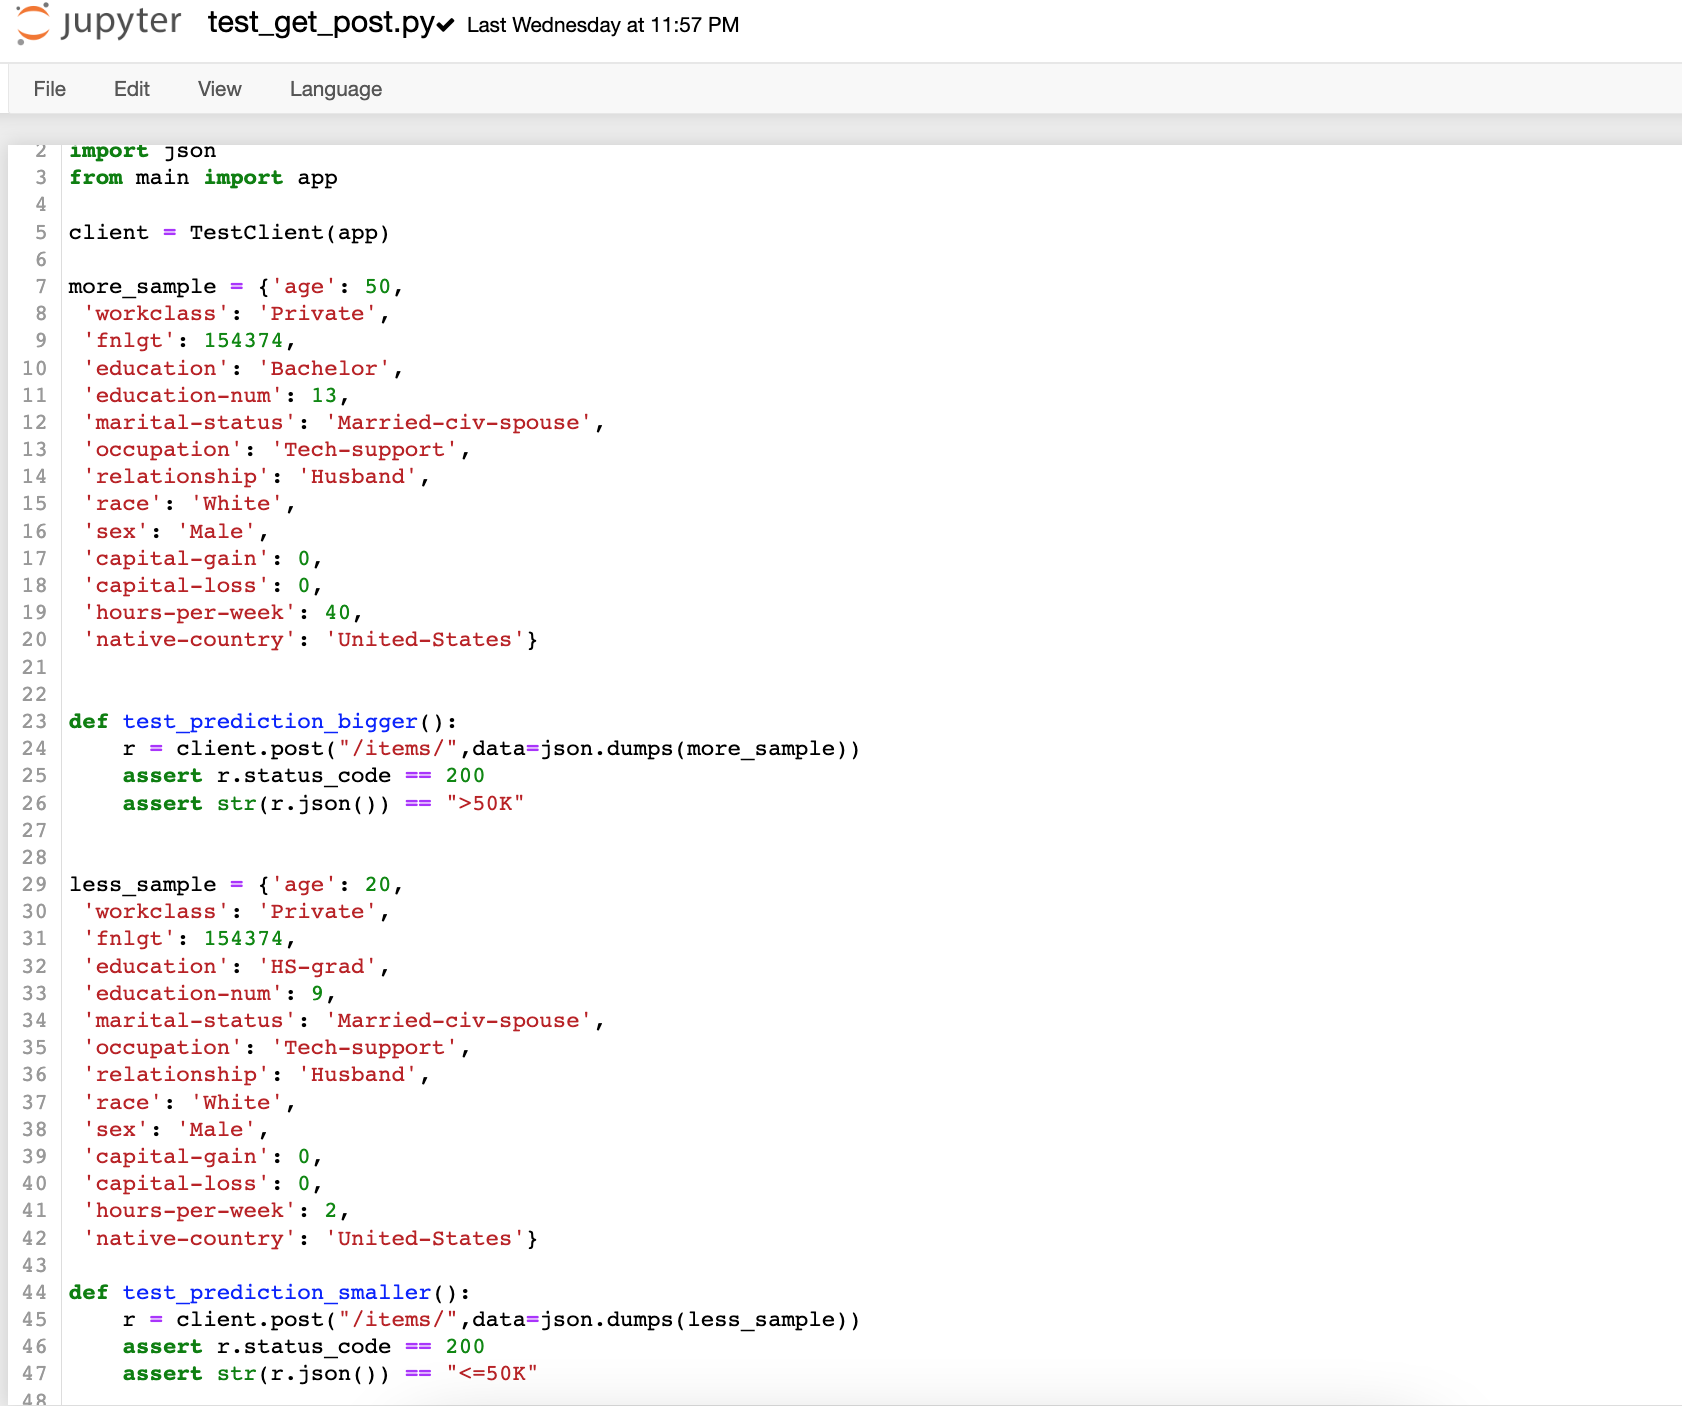 jupyter test_get_post.py✔ Last Wednesday at 11:57 PM
File Edit View Language
2 import json
3 from main import app
4
5 client = TestClient(app)
6
7 more_sample = {'age': 50,
8  'workclass': 'Private',
9  'fnlgt': 154374,
10  'education': 'Bachelor',
11  'education-num': 13,
12  'marital-status': 'Married-civ-spouse',
13  'occupation': 'Tech-support',
14  'relationship': 'Husband',
15  'race': 'White',
16  'sex': 'Male',
17  'capital-gain': 0,
18  'capital-loss': 0,
19  'hours-per-week': 40,
20  'native-country': 'United-States'}
21
22
23 def test_prediction_bigger():
24     r = client.post("/items/",data=json.dumps(more_sample))
25     assert r.status_code == 200
26     assert str(r.json()) == ">50K"
27
28
29 less_sample = {'age': 20,
30  'workclass': 'Private',
31  'fnlgt': 154374,
32  'education': 'HS-grad',
33  'education-num': 9,
34  'marital-status': 'Married-civ-spouse',
35  'occupation': 'Tech-support',
36  'relationship': 'Husband',
37  'race': 'White',
38  'sex': 'Male',
39  'capital-gain': 0,
40  'capital-loss': 0,
41  'hours-per-week': 2,
42  'native-country': 'United-States'}
43
44 def test_prediction_smaller():
45     r = client.post("/items/",data=json.dumps(less_sample))
46     assert r.status_code == 200
47     assert str(r.json()) == "<=50K"
48